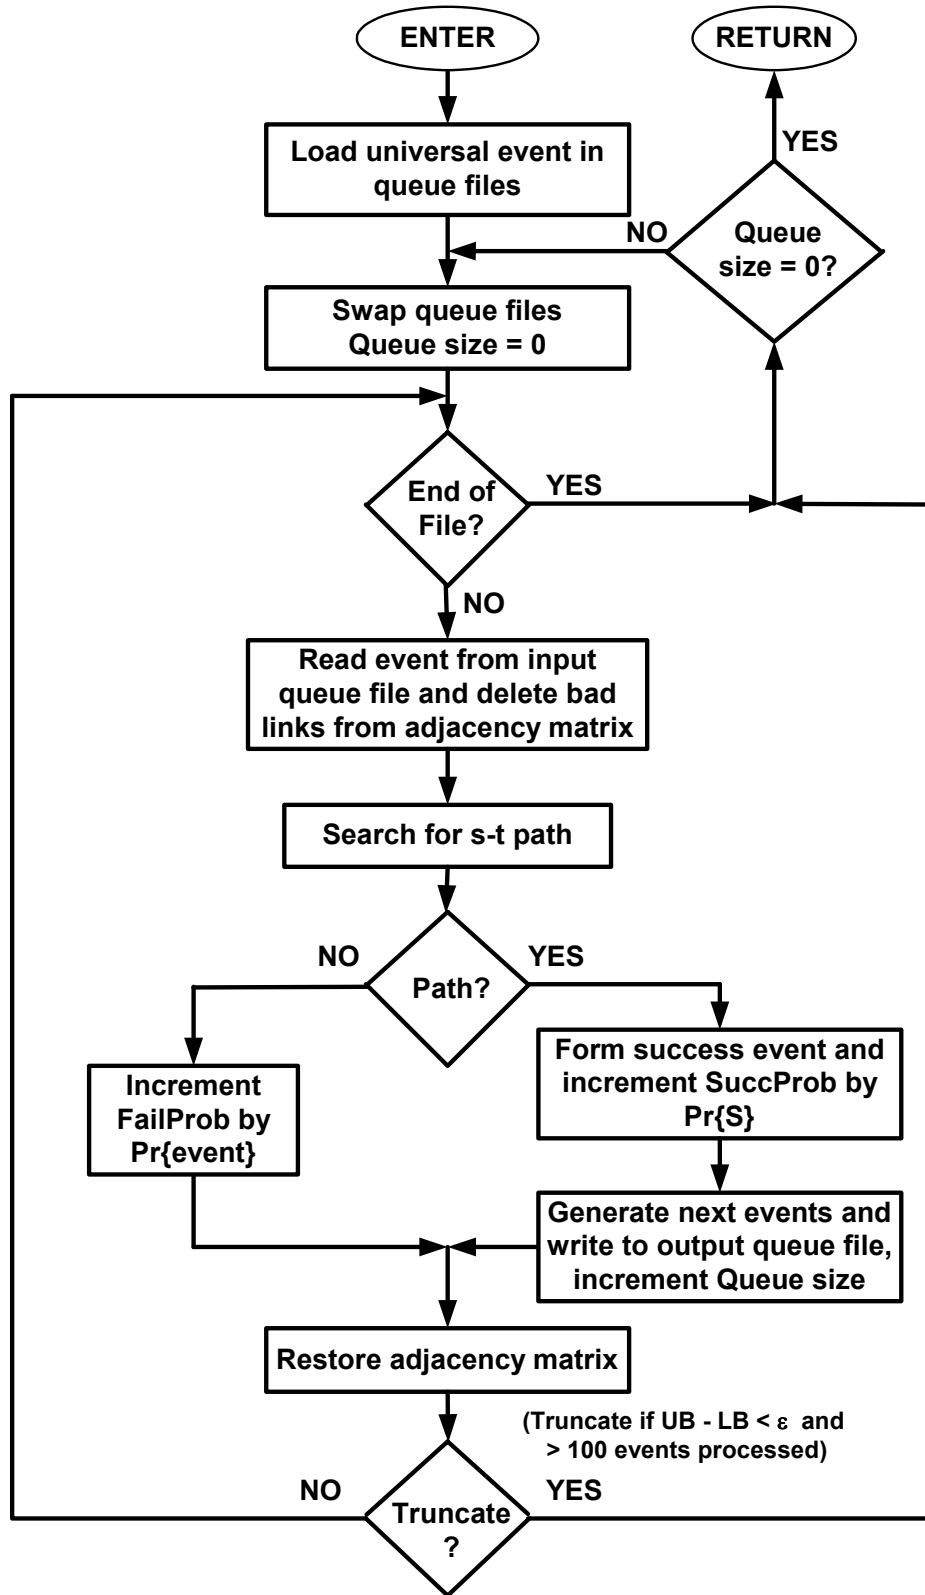 ENTER
RETURN
YES
Load universal event in
queue files
NO
Queue
size = 0?
Swap queue files
Queue size = 0
End of
File?
YES
NO
Read event from input
queue file and delete bad
links from adjacency matrix
Search for s-t path
NO
YES
Path?
Form success event and
increment SuccProb by
Pr{S}
Increment
FailProb by
Pr{event}
Generate next events and
write to output queue file,
increment Queue size
Restore adjacency matrix
(Truncate if UB - LB < ε and
> 100 events processed)
NO
YES
Truncate
?